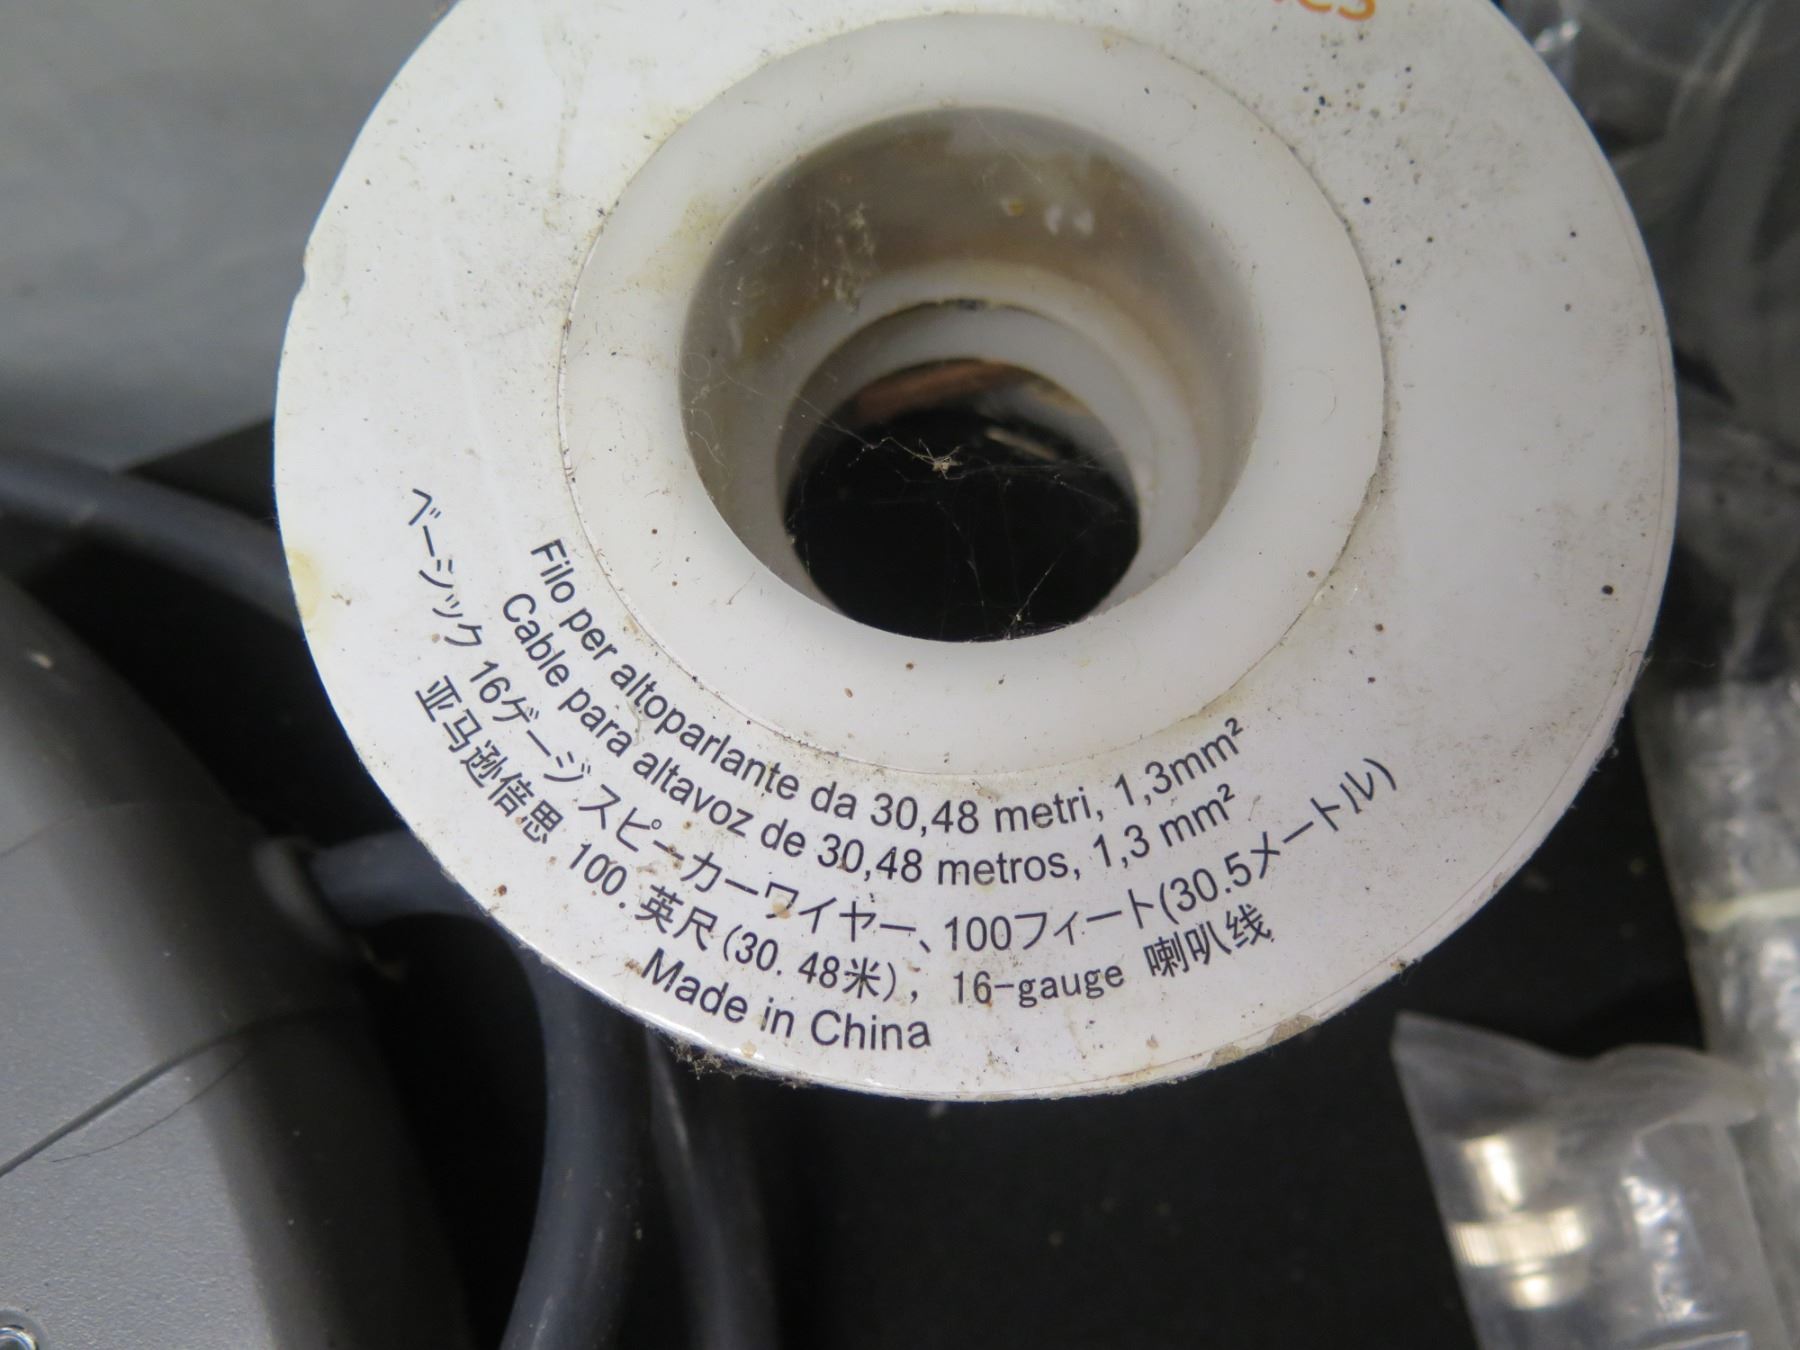 Filo per altoparlante da 30,48 metri, 1,3mm²
Cable para altavoz de 30,48 metros, 1,3 mm²
ベーシック 16ゲージ スピーカーワイヤー、100フィート(30.5メートル)
亚马逊倍思 100. 英尺 (30. 48米) , 16-gauge 喇叭线
Made in China